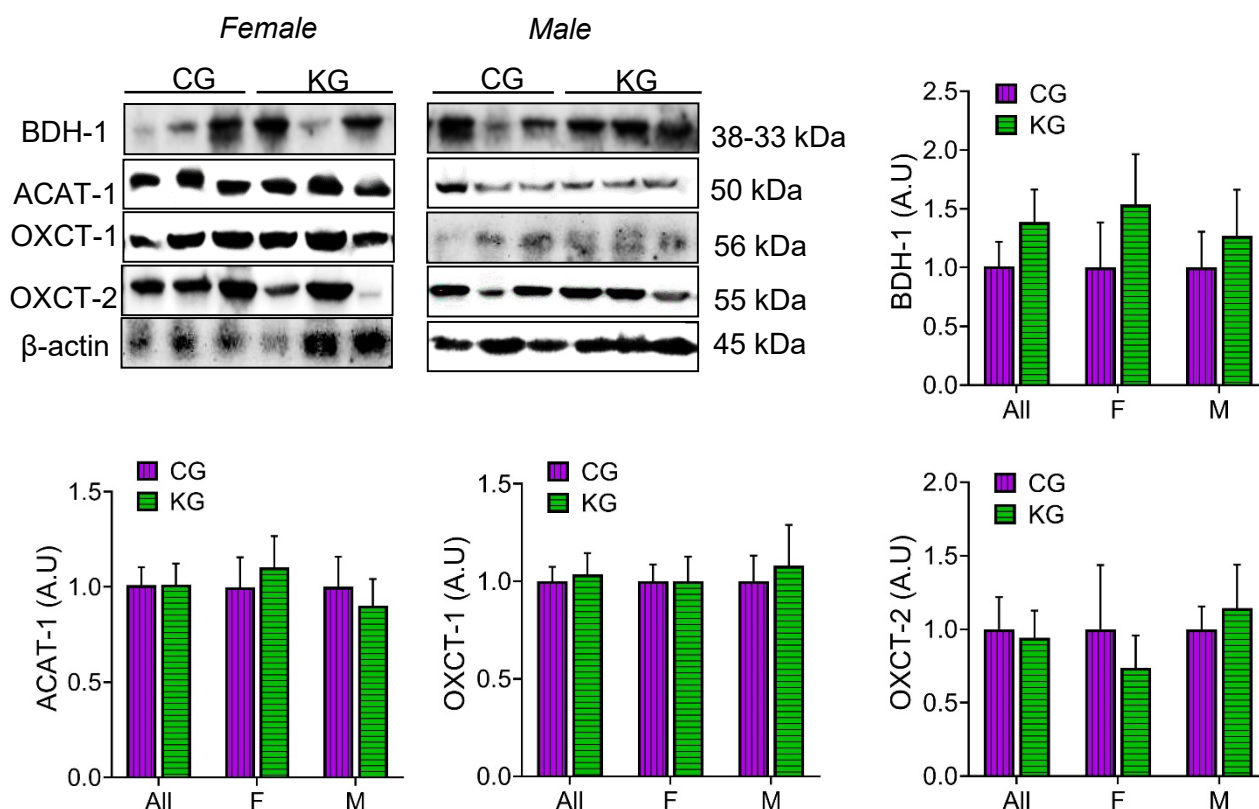 Female Male
CG KG CG KG
BDH-1 38-33 kDa
ACAT-1 50 kDa
OXCT-1 56 kDa
OXCT-2 55 kDa
β-actin 45 kDa
CG
KG
BDH-1 (A.U)
2.5
2.0
1.5
1.0
0.5
0.0
All F M
CG
KG
ACAT-1 (A.U)
1.5
1.0
0.5
0.0
All F M
CG
KG
OXCT-1 (A.U)
1.5
1.0
0.5
0.0
All F M
CG
KG
OXCT-2 (A.U)
2.0
1.5
1.0
0.5
0.0
All F M